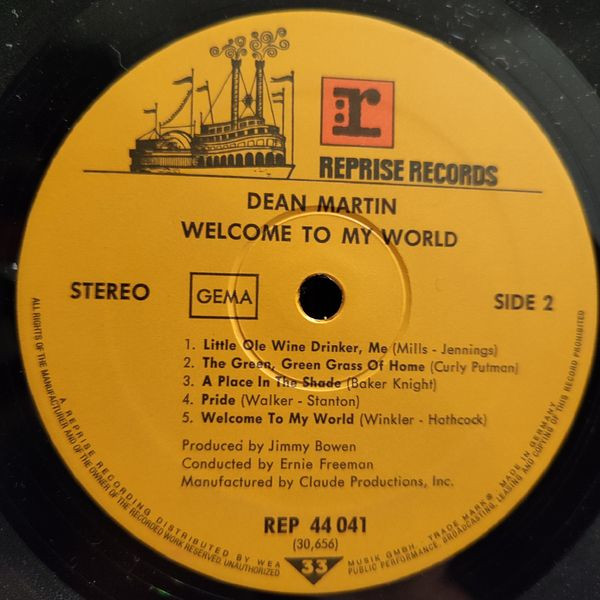 r:
REPRISE RECORDS
DEAN MARTIN
WELCOME TO MY WORLD
STEREO
GEMA
SIDE 2
1. Little Ole Wine Drinker, Me (Mills - Jennings)
2. The Green, Green Grass Of Home (Curly Putman)
3. A Place In The Shade (Baker Knight)
4. Pride (Walker - Stanton)
5. Welcome To My World (Winkler - Hathcock)
Produced by Jimmy Bowen
Conducted by Ernie Freeman
Manufactured by Claude Productions, Inc.
REP 44 041
(30,656)
33
A REPRISE RECORDING DISTRIBUTED BY WEA MUSIK GMBH. - TRADE MARK® MADE IN GERMANY
ALL RIGHTS OF THE MANUFACTURER AND OF THE OWNER OF THE RECORDED WORK RESERVED. UNAUTHORIZED PUBLIC PERFORMANCE, BROADCASTING, LEASING AND COPYING OF THIS RECORD PROHIBITED